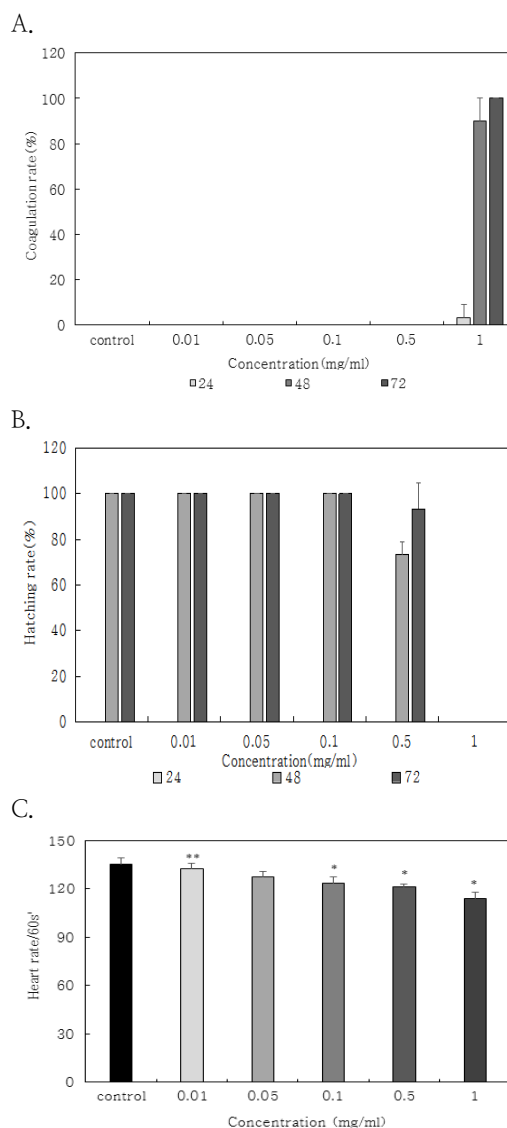 A.
120
100
80
60
40
20
0
Coagulation rate(%)
control 0.01 0.05 0.1 0.5 1
Concentration(mg/ml)
24 48 72
B.
120
100
80
60
40
20
0
Hatching rate(%)
control 0.01 0.05 0.1 0.5 1
Concentration(mg/ml)
24 48 72
C.
150
120
90
60
30
0
Heart rate/60s'
** * * *
control 0.01 0.05 0.1 0.5 1
Concentration (mg/ml)